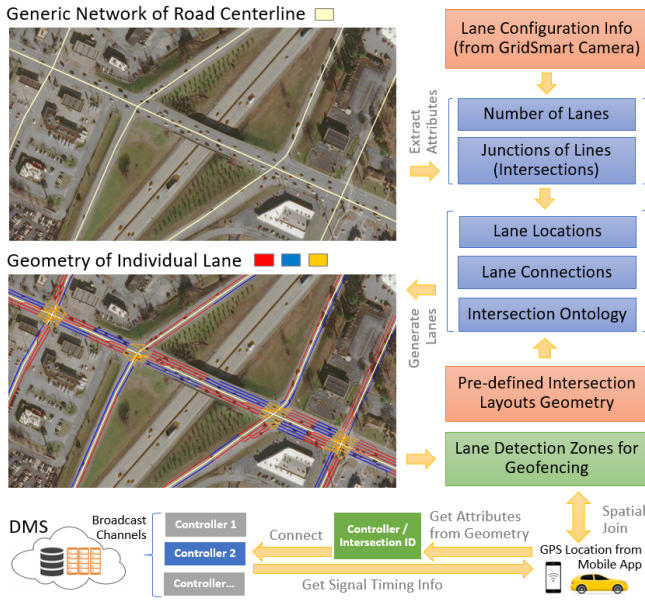 Generic Network of Road Centerline
Lane Configuration Info
(from GridSmart Camera)
Extract
Attributes
Number of Lanes
Junctions of Lines
(Intersections)
Lane Locations
Lane Connections
Intersection Ontology
Geometry of Individual Lane
Generate
Lanes
Pre-defined Intersection
Layouts Geometry
Lane Detection Zones for
Geofencing
Spatial
Join
DMS
Broadcast
Channels
Controller 1
Controller 2
Controller...
Connect
Controller /
Intersection ID
Get Attributes
from Geometry
Get Signal Timing Info
GPS Location from
Mobile App